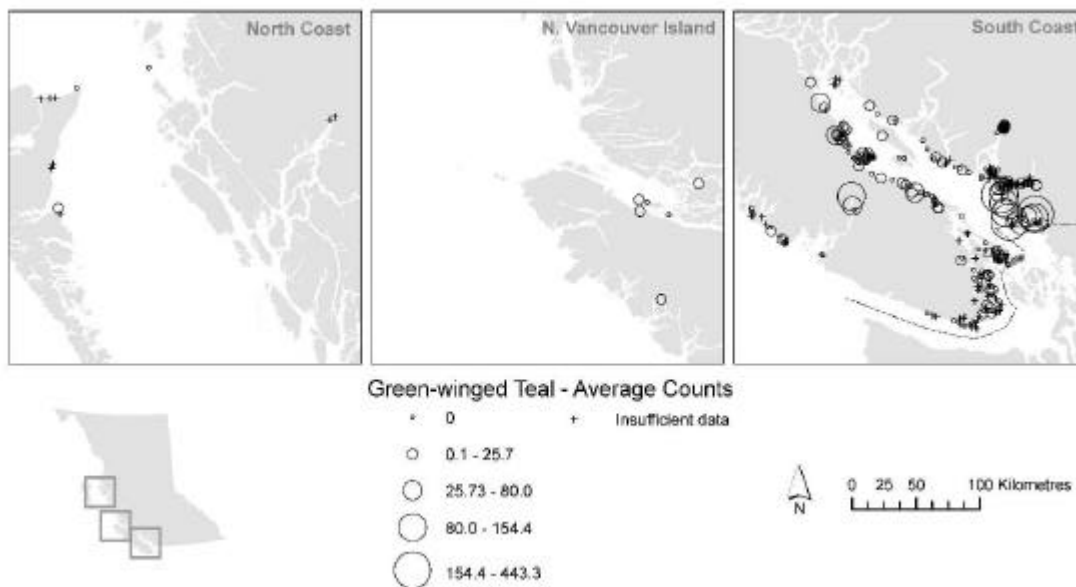 North Coast
N. Vancouver Island
South Coast
Green-winged Teal - Average Counts
0
Insufficient data
0.1 - 25.7
25.73 - 80.0
80.0 - 154.4
154.4 - 443.3
N
0 25 50 100 Kilometres